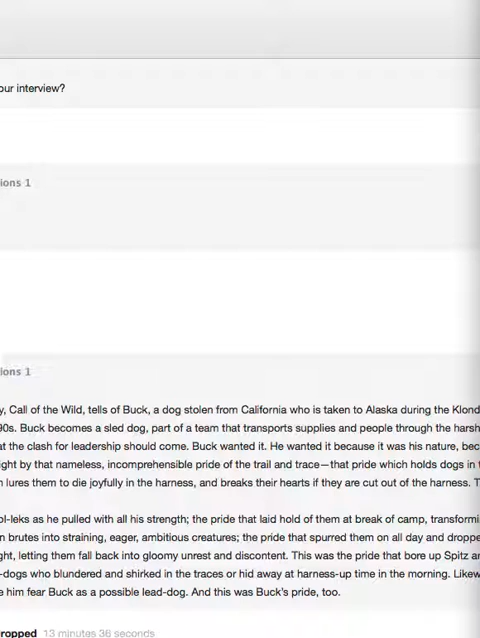 our interview?
ions 1
ions 1
y, Call of the Wild, tells of Buck, a dog stolen from California who is taken to Alaska during the Klond
90s. Buck becomes a sled dog, part of a team that transports supplies and people through the harsh
at the clash for leadership should come. Buck wanted it. He wanted it because it was his nature, bec
ight by that nameless, incomprehensible pride of the trail and trace—that pride which holds dogs in t
h lures them to die joyfully in the harness, and breaks their hearts if they are cut out of the harness. T
ol-leks as he pulled with all his strength; the pride that laid hold of them at break of camp, transformi
n brutes into straining, eager, ambitious creatures; the pride that spurred them on all day and droppe
ght, letting them fall back into gloomy unrest and discontent. This was the pride that bore up Spitz an
-dogs who blundered and shirked in the traces or hid away at harness-up time in the morning. Likew
e him fear Buck as a possible lead-dog. And this was Buck's pride, too.
ropped 13 minutes 36 seconds